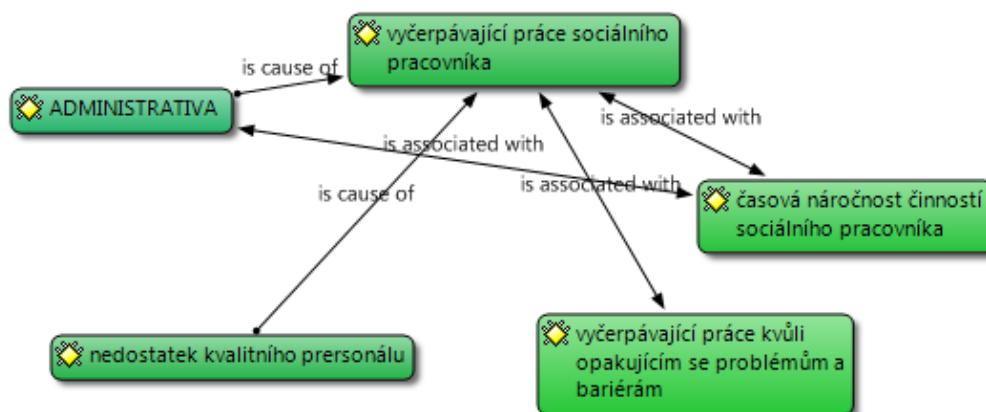 vyčerpávající práce sociálního
pracovníka
is cause of
ADMINISTRATIVA
is associated with
is associated with
is cause of
is associated with
časová náročnost činností
sociálního pracovníka
nedostatek kvalitního prersonálu
vyčerpávající práce kvůli
opakujícím se problémům a
bariérám